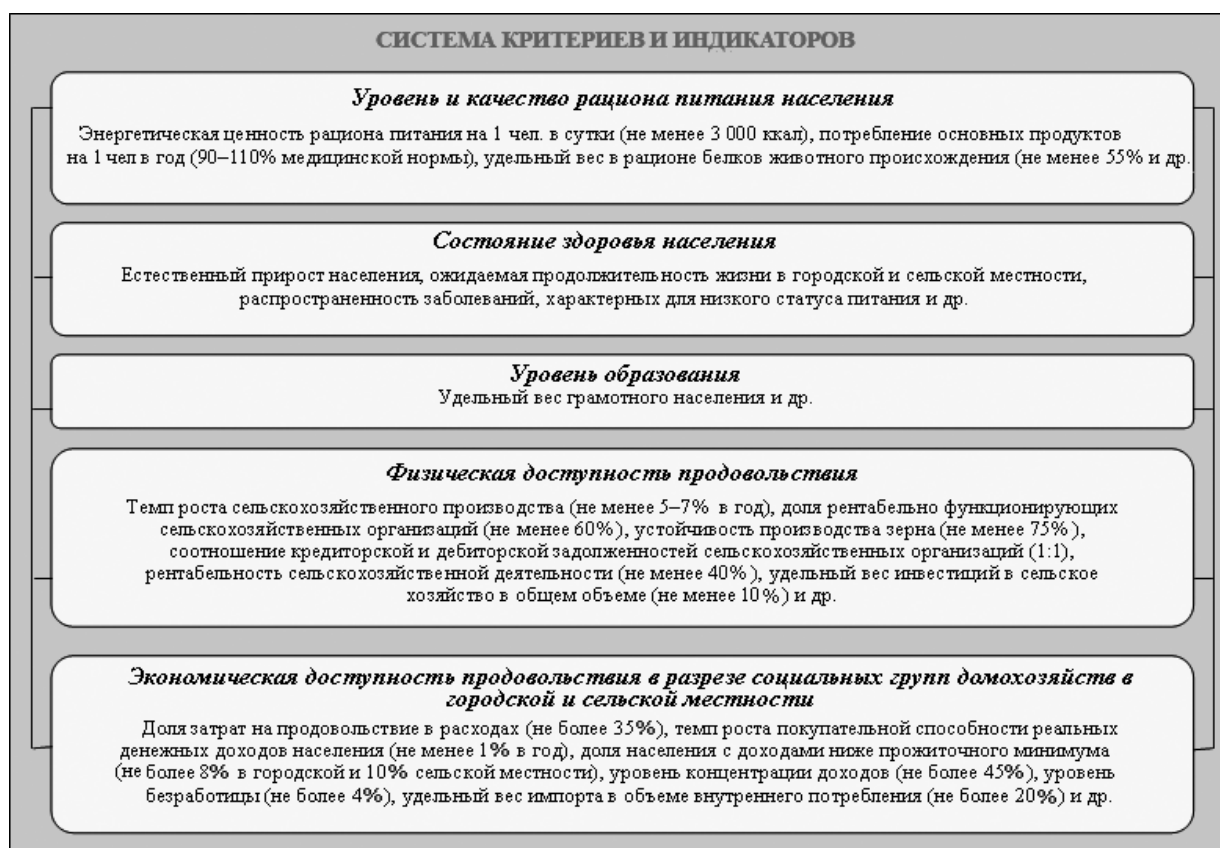 СИСТЕМА КРИТЕРИЕВ И ИНДИКАТОРОВ
Уровень и качество рациона питания населения
Энергетическая ценность рациона питания на 1 чел. в сутки (не менее 3 000 ккал), потребление основных продуктов
на 1 чел в год (90–110% медицинской нормы), удельный вес в рационе белков животного происхождения (не менее 55% и др.
Состояние здоровья населения
Естественный прирост населения, ожидаемая продолжительность жизни в городской и сельской местности,
распространенность заболеваний, характерных для низкого статуса питания и др.
Уровень образования
Удельный вес грамотного населения и др.
Физическая доступность продовольствия
Темп роста сельскохозяйственного производства (не менее 5–7% в год), доля рентабельно функционирующих
сельскохозяйственных организаций (не менее 60%), устойчивость производства зерна (не менее 75%),
соотношение кредиторской и дебиторской задолженностей сельскохозяйственных организаций (1:1),
рентабельность сельскохозяйственной деятельности (не менее 40%), удельный вес инвестиций в сельское
хозяйство в общем объеме (не менее 10%) и др.
Экономическая доступность продовольствия в разрезе социальных групп домохозяйств в
городской и сельской местности
Доля затрат на продовольствие в расходах (не более 35%), темп роста покупательной способности реальных
денежных доходов населения (не менее 1% в год), доля населения с доходами ниже прожиточного минимума
(не более 8% в городской и 10% сельской местности), уровень концентрации доходов (не более 45%), уровень
безработицы (не более 4%), удельный вес импорта в объеме внутреннего потребления (не более 20%) и др.